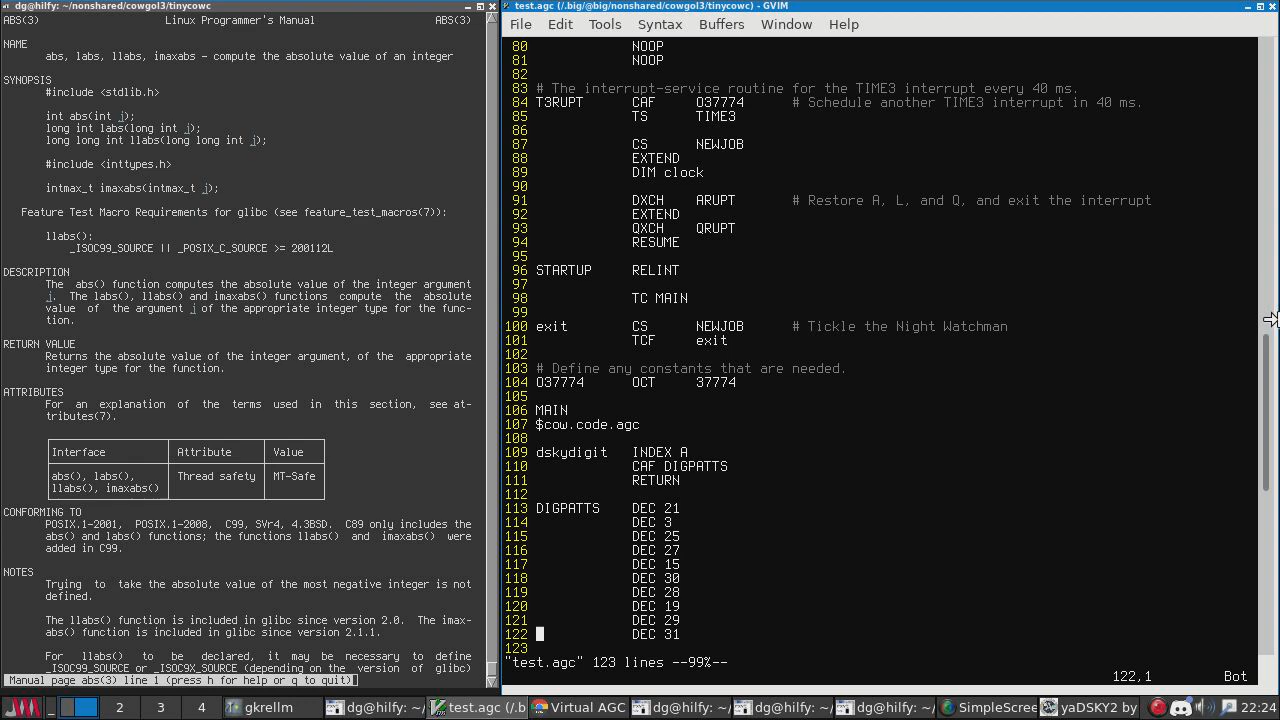 dg@hilfy: ~/nonshared/cowgol3/tinycowc
ABS(3) Linux Programmer's Manual ABS(3)
NAME
abs, labs, llabs, imaxabs – compute the absolute value of an integer
SYNOPSIS
#include <stdlib.h>
int abs(int j);
long int labs(long int j);
long long int llabs(long long int j);
#include <inttypes.h>
intmax_t imaxabs(intmax_t j);
Feature Test Macro Requirements for glibc (see feature_test_macros(7)):
llabs():
_ISOC99_SOURCE || _POSIX_C_SOURCE >= 200112L
DESCRIPTION
The abs() function computes the absolute value of the integer argument
j. The labs(), llabs() and imaxabs() functions compute the absolute
value of the argument j of the appropriate integer type for the func-
tion.
RETURN VALUE
Returns the absolute value of the integer argument, of the appropriate
integer type for the function.
ATTRIBUTES
For an explanation of the terms used in this section, see at-
tributes(7).
Interface Attribute Value
abs(), labs(), Thread safety MT-Safe
llabs(), imaxabs()
CONFORMING TO
POSIX.1-2001, POSIX.1-2008, C99, SVr4, 4.3BSD. C89 only includes the
abs() and labs() functions; the functions llabs() and imaxabs() were
added in C99.
NOTES
Trying to take the absolute value of the most negative integer is not
defined.
The llabs() function is included in glibc since version 2.0. The imax-
abs() function is included in glibc since version 2.1.1.
For llabs() to be declared, it may be necessary to define
_ISOC99_SOURCE or _ISOC9X_SOURCE (depending on the version of glibc)
Manual page abs(3) line 1 (press h for help or q to quit)
test.agc (/.big/@big/nonshared/cowgol3/tinycowc) - GVIM
File Edit Tools Syntax Buffers Window Help
80 NOOP
81 NOOP
82
83 # The interrupt-service routine for the TIME3 interrupt every 40 ms.
84 T3RUPT CAF O37774 # Schedule another TIME3 interrupt in 40 ms.
85 TS TIME3
86
87 CS NEWJOB
88 EXTEND
89 DIM clock
90
91 DXCH ARUPT # Restore A, L, and Q, and exit the interrupt
92 EXTEND
93 QXCH QRUPT
94 RESUME
95
96 STARTUP RELINT
97
98 TC MAIN
99
100 exit CS NEWJOB # Tickle the Night Watchman
101 TCF exit
102
103 # Define any constants that are needed.
104 O37774 OCT 37774
105
106 MAIN
107 $cow.code.agc
108
109 dskydigit INDEX A
110 CAF DIGPATTS
111 RETURN
112
113 DIGPATTS DEC 21
114 DEC 3
115 DEC 25
116 DEC 27
117 DEC 15
118 DEC 30
119 DEC 28
120 DEC 19
121 DEC 29
122 DEC 31
123
"test.agc" 123 lines --99%--
122,1 Bot
2 3 4 gkrellm dg@hilfy: ~/ test.agc (/.b Virtual AGC dg@hilfy: ~/ dg@hilfy: ~/ dg@hilfy: ~/ SimpleScree yaDSKY2 by 22:24